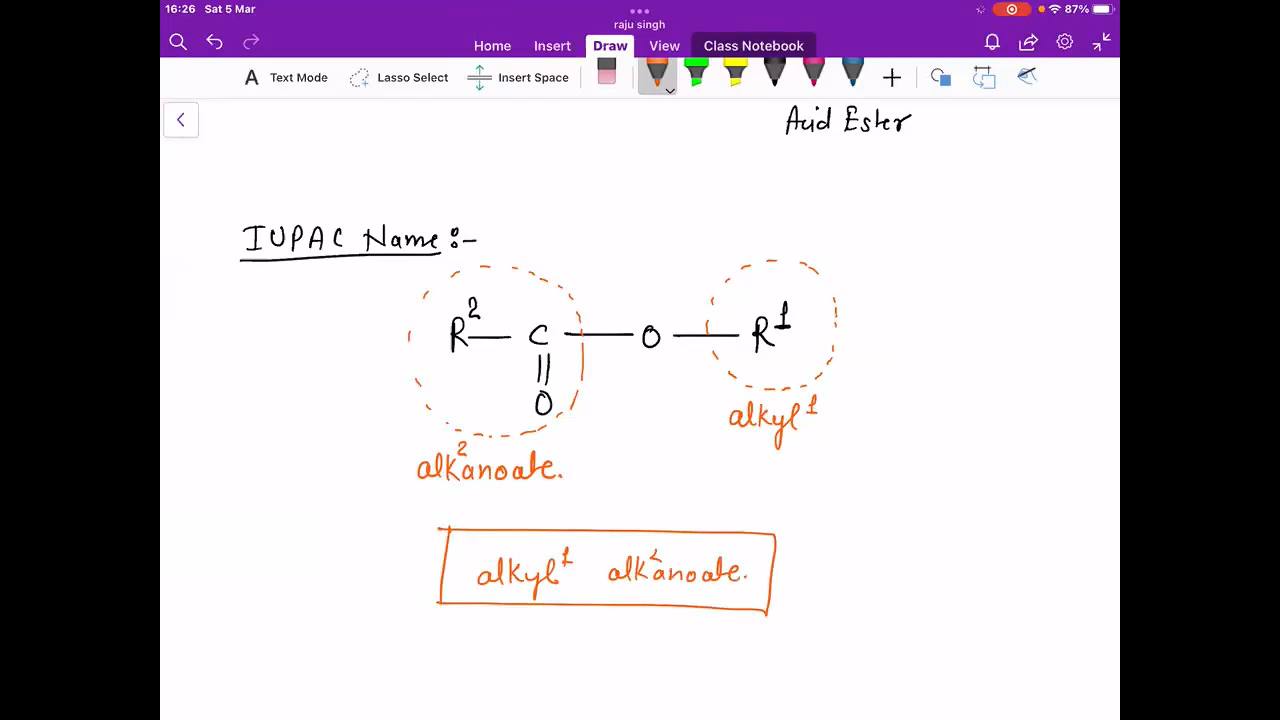 16:26 Sat 5 Mar
87%
raju singh
Home Insert Draw View Class Notebook
A Text Mode Lasso Select Insert Space
Acid Ester
IUPAC Name :-
R² — C — O — R¹
||
O
alkyl¹
alk²anoate.
alkyl¹ alk²anoate.